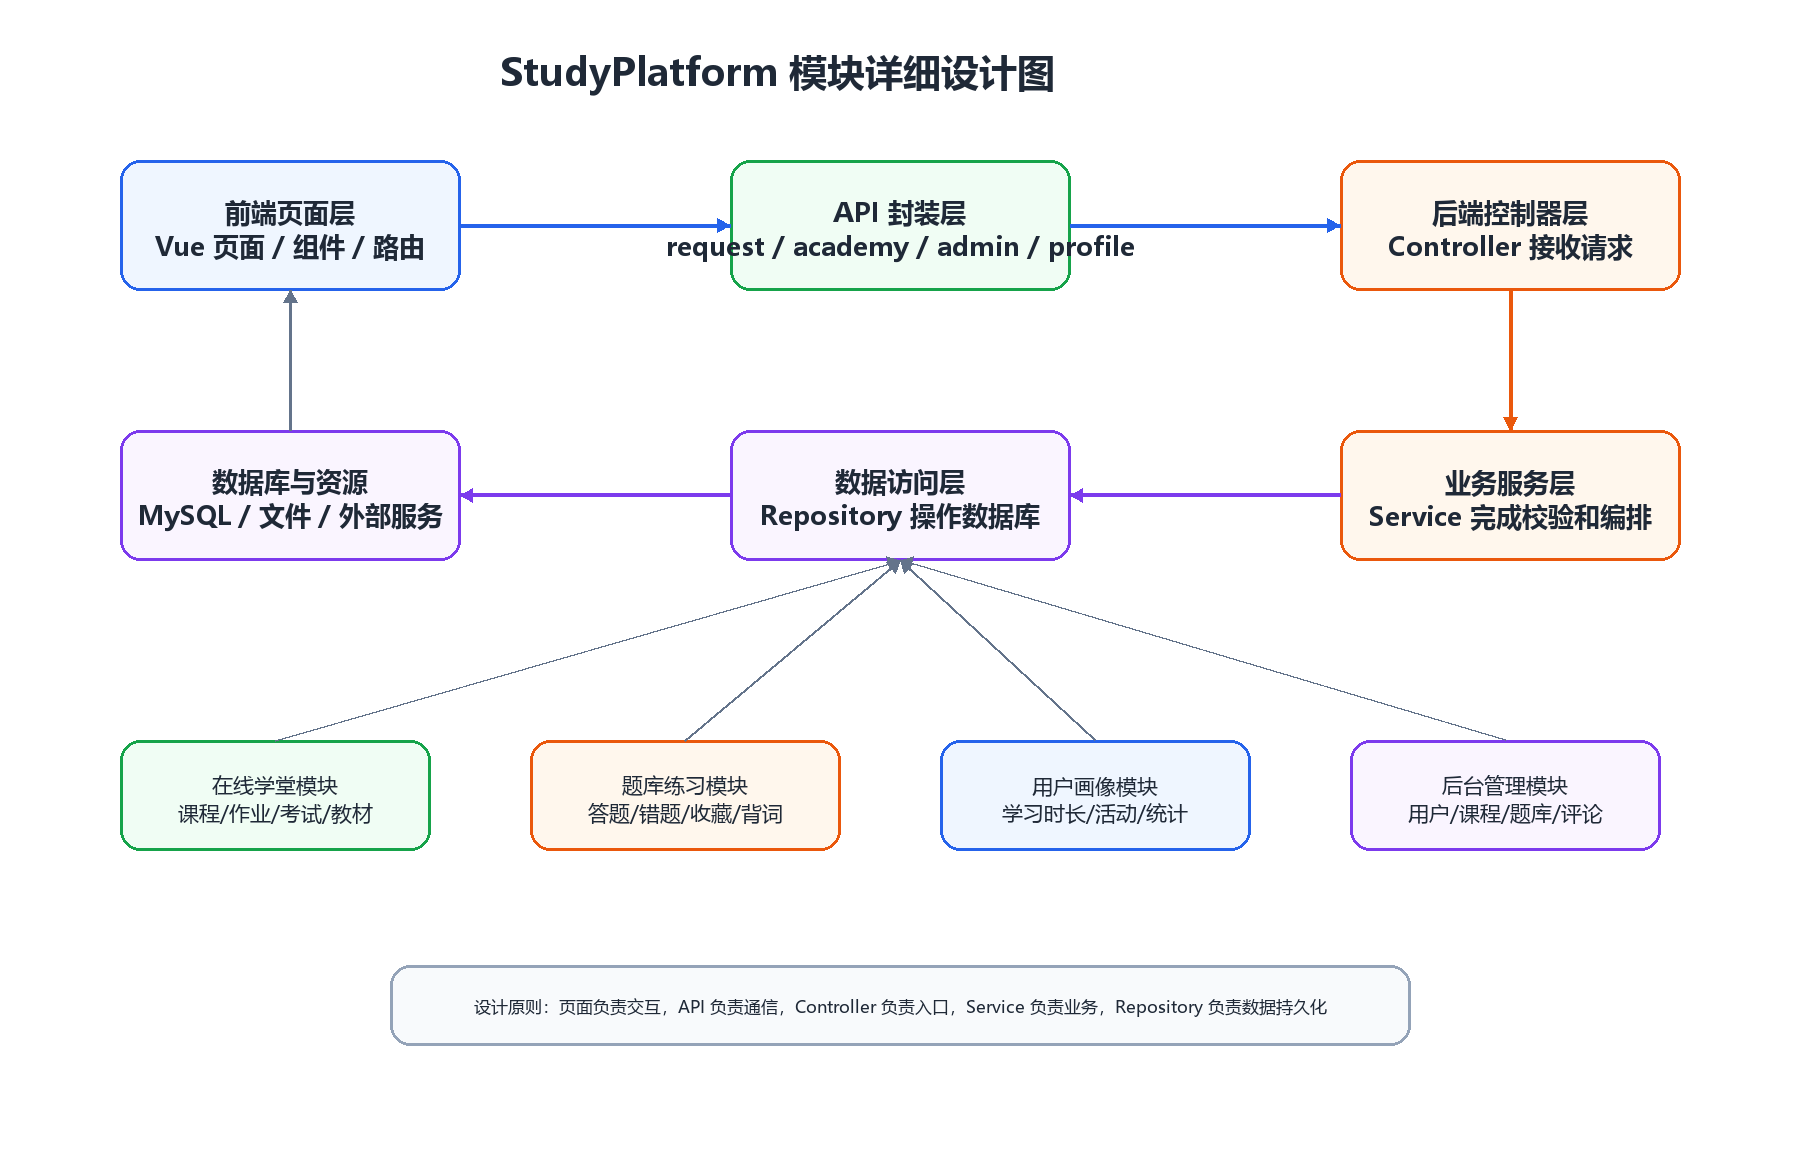 StudyPlatform 模块详细设计图
前端页面层
Vue 页面 / 组件 / 路由
API 封装层
request / academy / admin / profile
后端控制器层
Controller 接收请求
数据库与资源
MySQL / 文件 / 外部服务
数据访问层
Repository 操作数据库
业务服务层
Service 完成校验和编排
在线学堂模块
课程/作业/考试/教材
题库练习模块
答题/错题/收藏/背词
用户画像模块
学习时长/活动/统计
后台管理模块
用户/课程/题库/评论
设计原则：页面负责交互，API 负责通信，Controller 负责入口，Service 负责业务，Repository 负责数据持久化